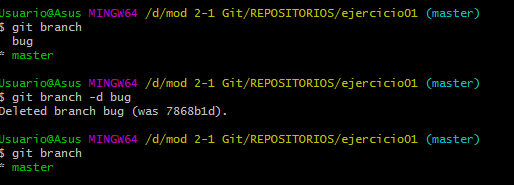 Usuario@Asus MINGW64 /d/mod 2-1 Git/REPOSITORIOS/ejercicio01 (master)
$ git branch
  bug
* master
Usuario@Asus MINGW64 /d/mod 2-1 Git/REPOSITORIOS/ejercicio01 (master)
$ git branch -d bug
Deleted branch bug (was 7868b1d).
Usuario@Asus MINGW64 /d/mod 2-1 Git/REPOSITORIOS/ejercicio01 (master)
$ git branch
* master